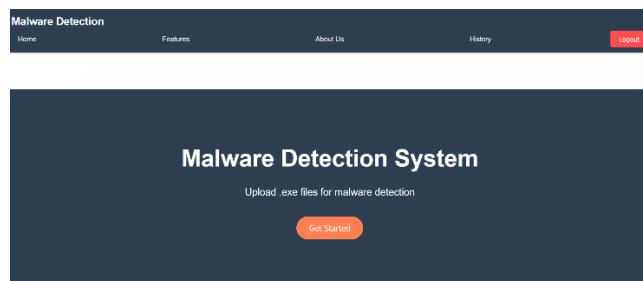 Malware Detection
Home Features About Us History Logout
Malware Detection System
Upload .exe files for malware detection
Get Started